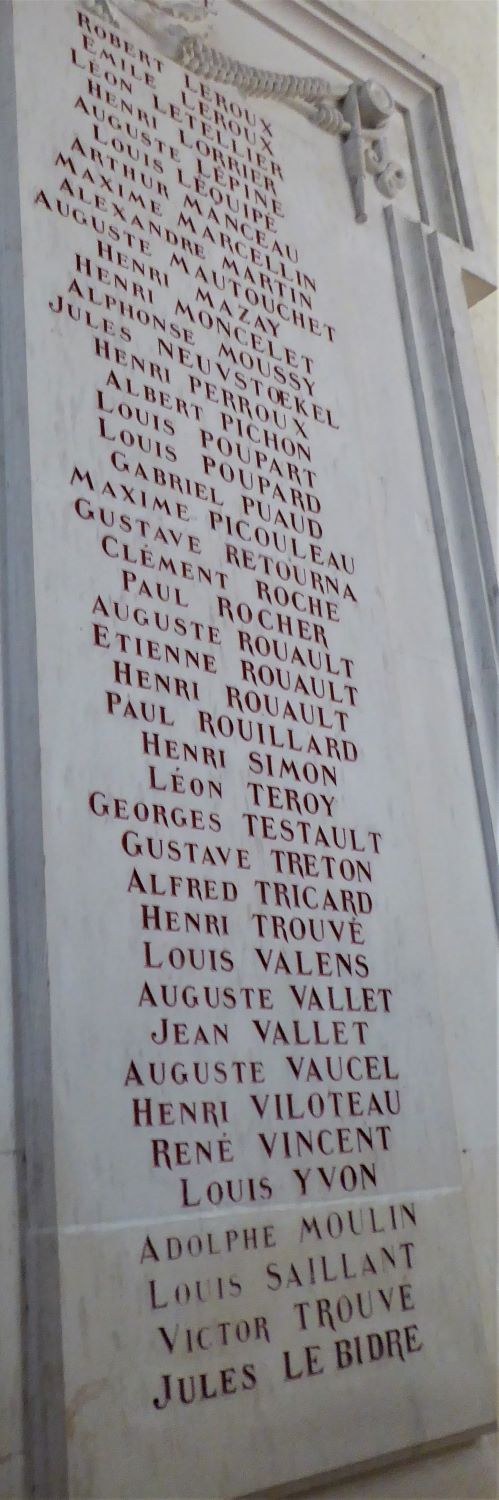 ROBERT LEROUX
EMILE LEROUX
LÉON LETELLIER
HENRI LORRIER
AUGUSTE LÉPINE
LOUIS LÉQUIPE
ARTHUR MANCEAU
MAXIME MARCELLIN
ALEXANDRE MARTIN
AUGUSTE MAUTOUCHET
HENRI MAZAY
HENRI MONCELET
ALPHONSE MOUSSY
JULES NEUVSTŒKEL
HENRI PERROUX
ALBERT PICHON
LOUIS POUPART
LOUIS POUPARD
GABRIEL PUAUD
MAXIME PICOULEAU
GUSTAVE RETOURNA
CLÉMENT ROCHE
PAUL ROCHER
AUGUSTE ROUAULT
ETIENNE ROUAULT
HENRI ROUAULT
PAUL ROUILLARD
HENRI SIMON
LÉON TEROY
GEORGES TESTAULT
GUSTAVE TRETON
ALFRED TRICARD
HENRI TROUVÉ
LOUIS VALENS
AUGUSTE VALLET
JEAN VALLET
AUGUSTE VAUCEL
HENRI VILOTEAU
RENÉ VINCENT
LOUIS YVON
ADOLPHE MOULIN
LOUIS SAILLANT
VICTOR TROUVÉ
JULES LE BIDRE